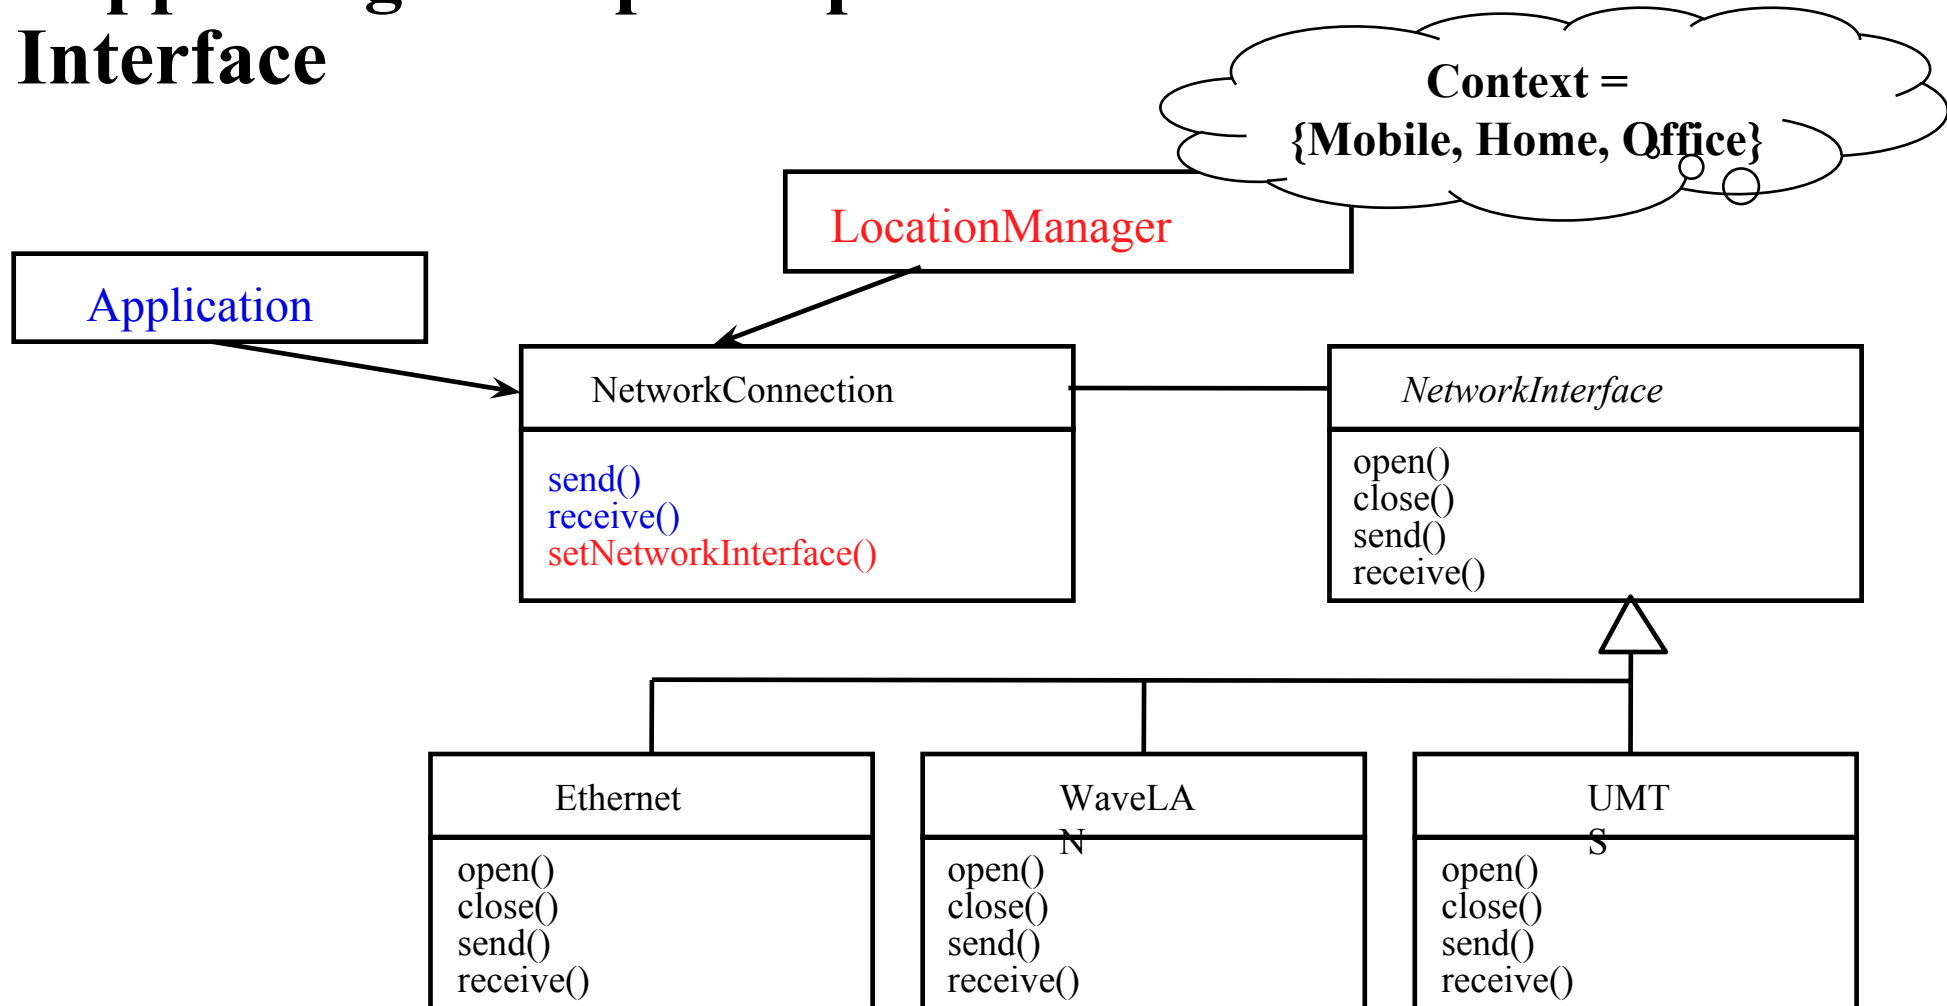 Interface
Context =
{Mobile, Home, Office}
LocationManager
Application
NetworkConnection
send()
receive()
setNetworkInterface()
NetworkInterface
open()
close()
send()
receive()
Ethernet
open()
close()
send()
receive()
WaveLA
N
open()
close()
send()
receive()
UMT
S
open()
close()
send()
receive()